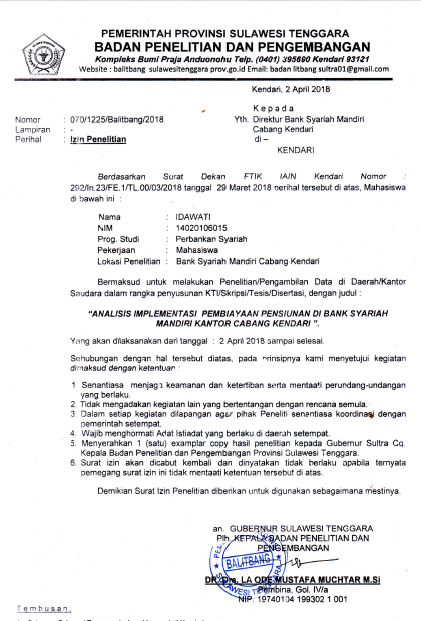 PEMERINTAH PROVINSI SULAWESI TENGGARA
BADAN PENELITIAN DAN PENGEMBANGAN
Kompleks Bumi Praja Anduonohu Telp. (0401) 395690 Kendari 93121
Website : balitbang sulawesitenggara prov.go.id Email: badan litbang sultra01@gmail.com
Kendari, 2 April 2018
K e p a d a
Nomor : 070/1225/Balitbang/2018
Yth. Direktur Bank Syariah Mandiri
Lampiran : -
Cabang Kendari
Perihal : Izin Penelitian
di –
KENDARI
Berdasarkan Surat Dekan FTIK IAIN Kendari Nomor :
292/In.23/FE.1/TL.00/03/2018 tanggal 29 Maret 2018 perihal tersebut di atas, Mahasiswa
di bawah ini :
Nama : IDAWATI
NIM : 14020106015
Prog. Studi : Perbankan Syariah
Pekerjaan : Mahasiswa
Lokasi Penelitian : Bank Syariah Mandiri Cabang Kendari
Bermaksud untuk melakukan Penelitian/Pengambilan Data di Daerah/Kantor
Saudara dalam rangka penyusunan KTI/Skripsi/Tesis/Disertasi, dengan judul :
"ANALISIS IMPLEMENTASI PEMBIAYAAN PENSIUNAN DI BANK SYARIAH
MANDIRI KANTOR CABANG KENDARI ".
Yang akan dilaksanakan dari tanggal : 2 April 2018 sampai selesai.
Sehubungan dengan hal tersebut diatas, pada prinsipnya kami menyetujui kegiatan
dimaksud dengan ketentuan :
1 Senantiasa menjaga keamanan dan ketertiban serta mentaati perundang-undangan
yang berlaku.
2. Tidak mengadakan kegiatan lain yang bertentangan dengan rencana semula.
3. Dalam setiap kegiatan dilapangan agar pihak Peneliti senantiasa koordinasi dengan
pemerintah setempat.
4. Wajib menghormati Adat Istiadat yang berlaku di daerah setempat.
5. Menyerahkan 1 (satu) examplar copy hasil penelitian kepada Gubernur Sultra Cq.
Kepala Badan Penelitian dan Pengembangan Provinsi Sulawesi Tenggara.
6. Surat izin akan dicabut kembali dan dinyatakan tidak berlaku apabila ternyata
pemegang surat izin ini tidak mentaati ketentuan tersebut di atas.
Demikian Surat Izin Penelitian diberikan untuk digunakan sebagaimana mestinya.
an. GUBERNUR SULAWESI TENGGARA
Plh. KEPALA BADAN PENELITIAN DAN
PENGEMBANGAN
BALITBANG
DR. Drs. LA ODE MUSTAFA MUCHTAR M.Si
Pembina, Gol. IV/a
NIP. 19740104 199302 1 001
T e m b u s a n :